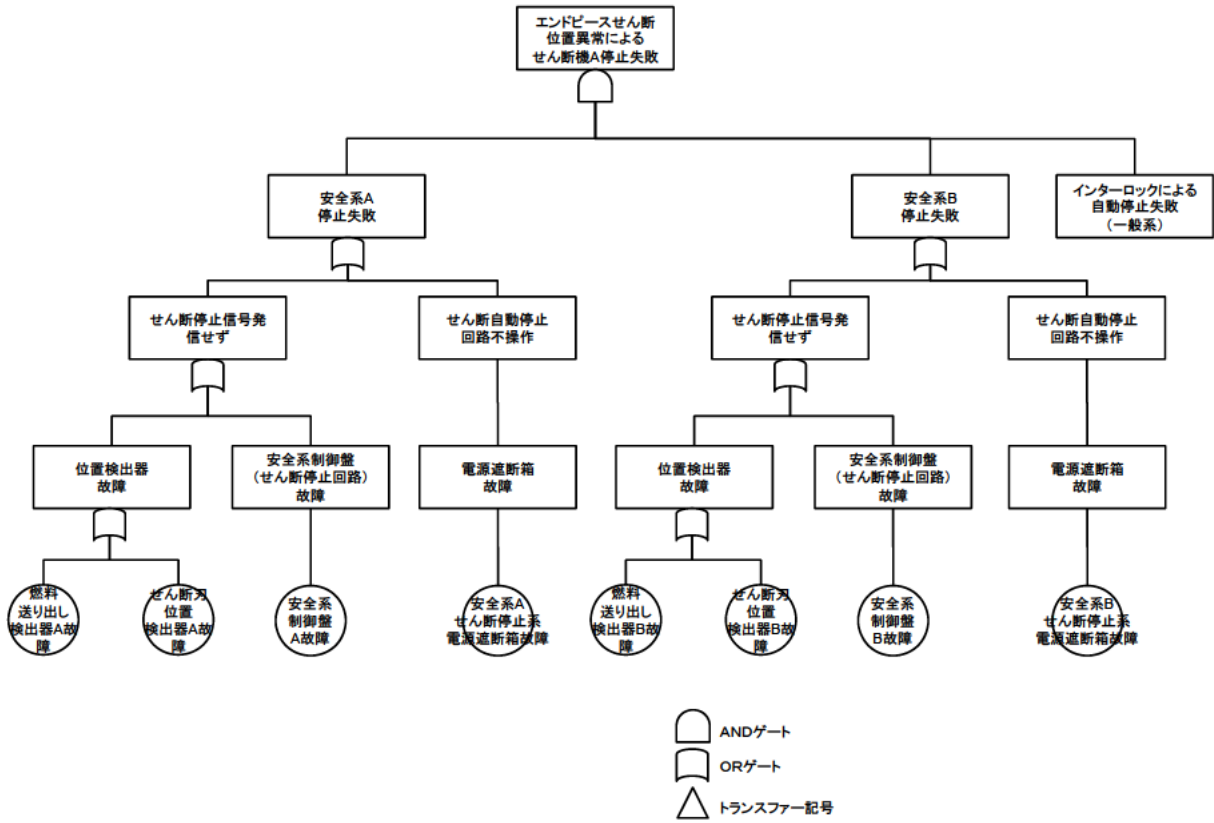 エンドピースせん断
位置異常による
せん断機A停止失敗
安全系A
停止失敗
安全系B
停止失敗
インターロックによる
自動停止失敗
（一般系）
せん断停止信号発
信せず
せん断自動停止
回路不操作
せん断停止信号発
信せず
せん断自動停止
回路不操作
位置検出器
故障
安全系制御盤
（せん断停止回路）
故障
電源遮断箱
故障
位置検出器
故障
安全系制御盤
（せん断停止回路）
故障
電源遮断箱
故障
燃料
送り出し
検出器A故
障
せん断刃
位置
検出器A故
障
安全系
制御盤
A故障
安全系A
せん断停止系
電源遮断箱故障
燃料
送り出し
検出器B故
障
せん断刃
位置
検出器B故
障
安全系
制御盤
B故障
安全系B
せん断停止系
電源遮断箱故障
ANDゲート
ORゲート
トランスファー記号